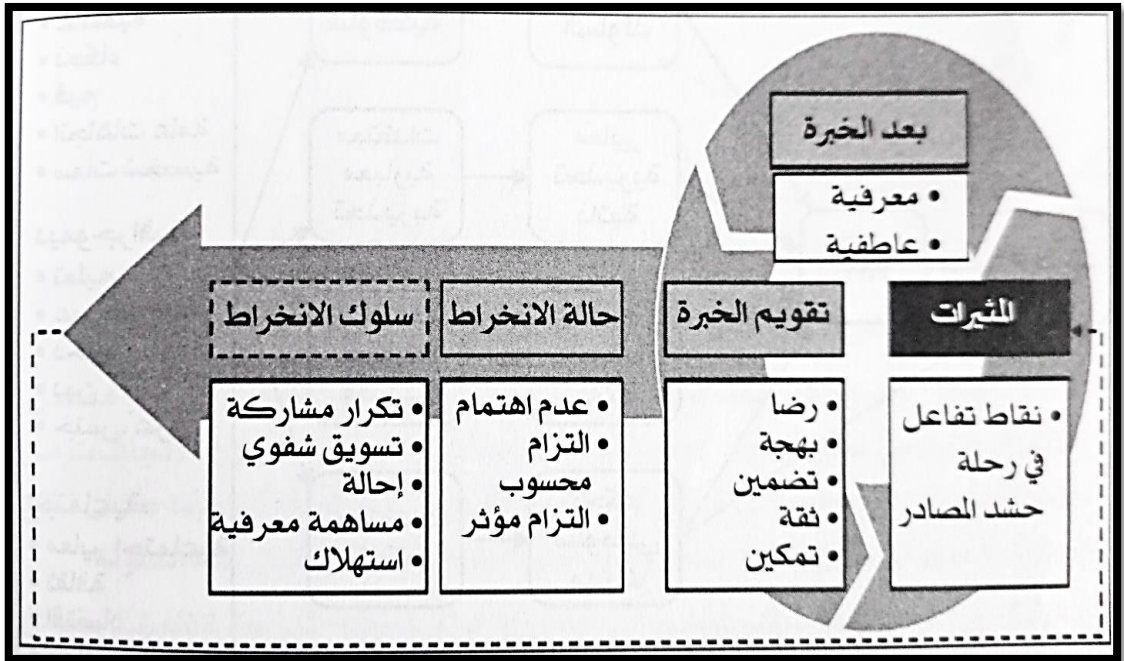 بعد الخبرة
• معرفية
• عاطفية
المثيرات
• نقاط تفاعل
في رحلة
حشد المصادر
تقويم الخبرة
• رضا
• بهجة
• تضمين
• ثقة
• تمكين
حالة الانخراط
• عدم اهتمام
• التزام
محسوب
• التزام مؤثر
سلوك الانخراط
• تكرار مشاركة
• تسويق شفوي
• إحالة
• مساهمة معرفية
• استهلاك